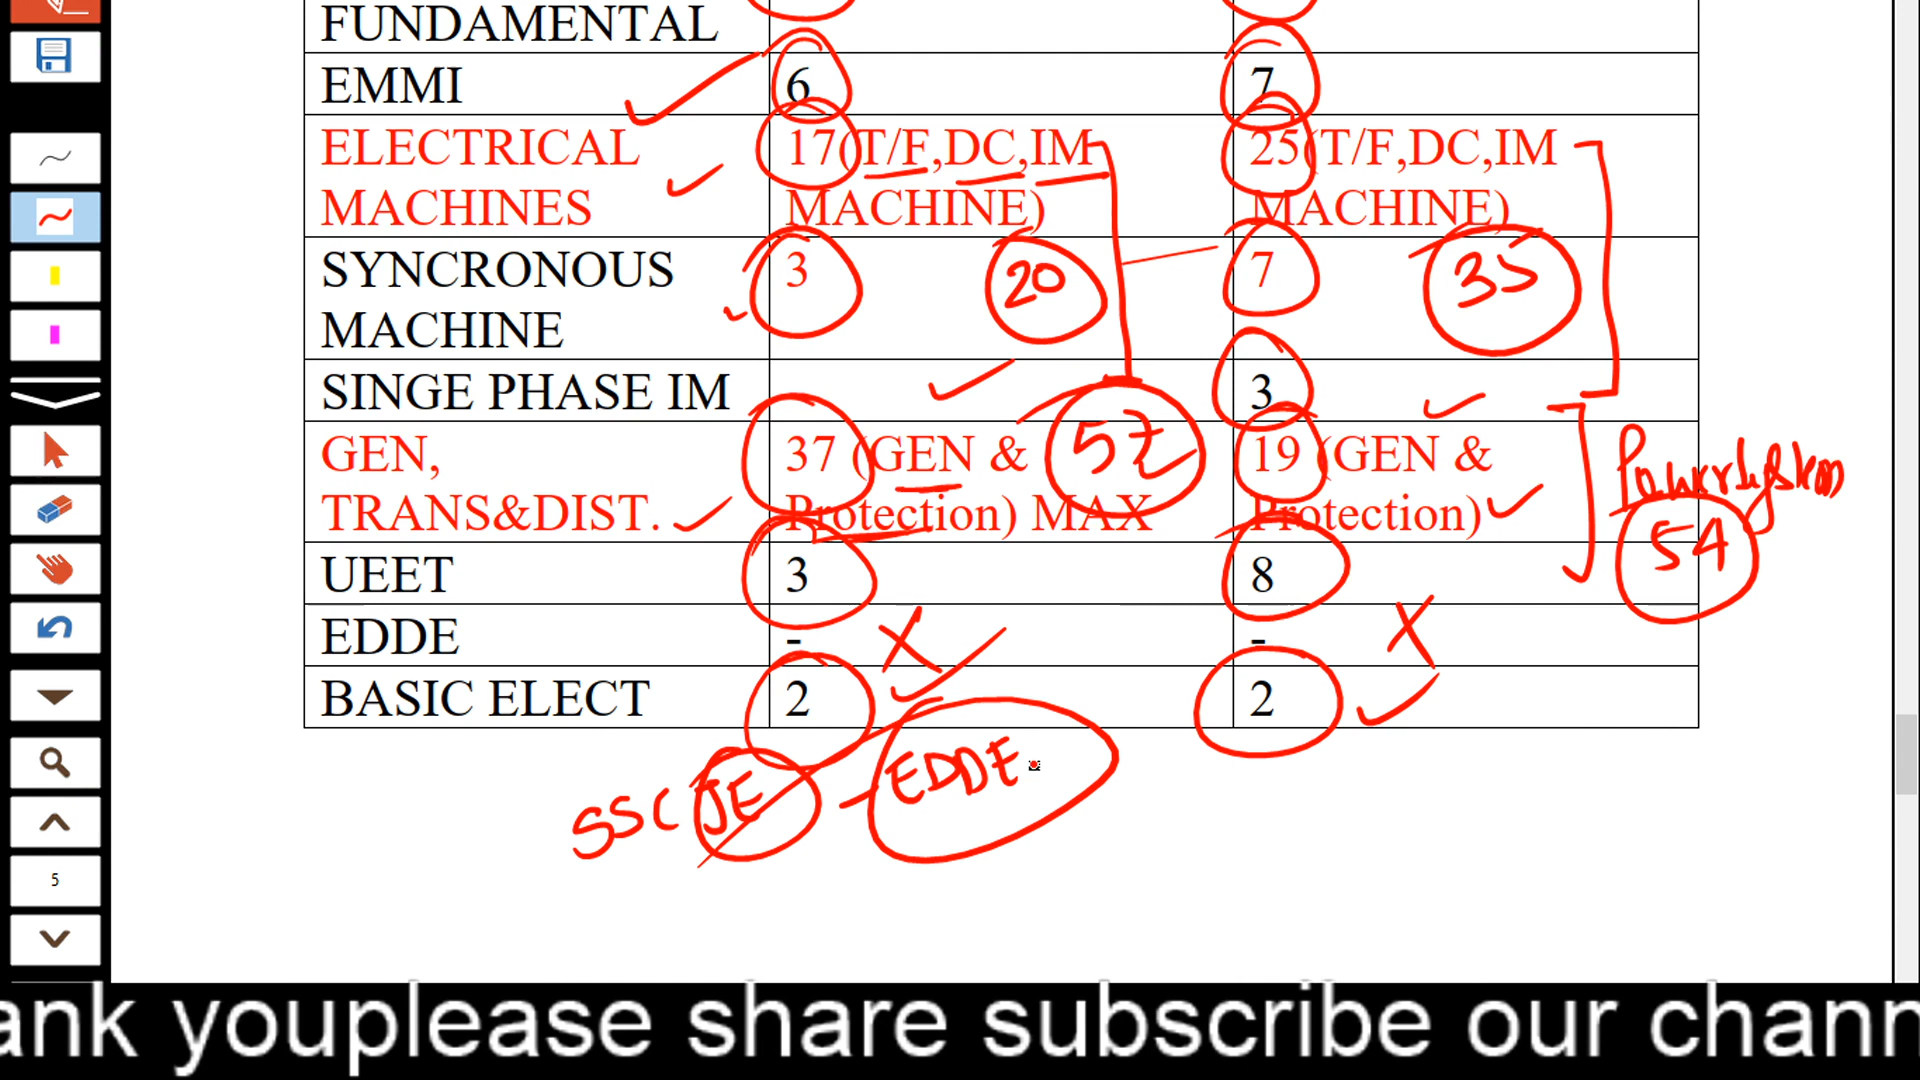 FUNDAMENTAL
EMMI 6 7
ELECTRICAL 17(T/F,DC,IM 25(T/F,DC,IM
MACHINES MACHINE) MACHINE)
SYNCRONOUS 3 20 7 35
MACHINE
SINGE PHASE IM 3
GEN, 37 (GEN & 57 19 (GEN &
TRANS&DIST. Protection) MAX Protection)
54
UEET 3 8
EDDE - X - X
BASIC ELECT 2 2
SSC JE - EDDE
5
ank youplease share subscribe our chann